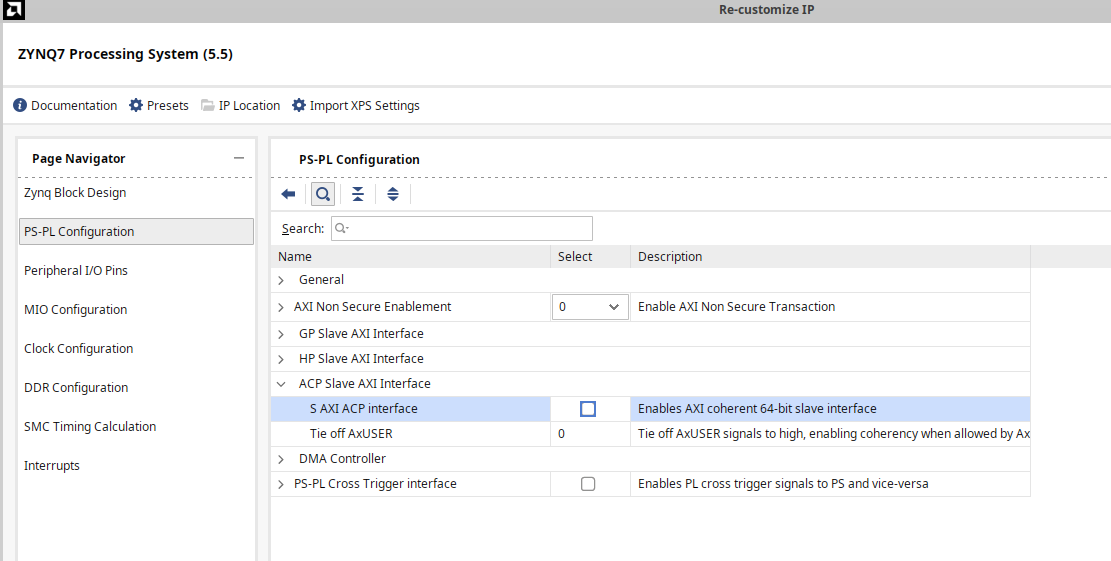 Re-customize IP
ZYNQ7 Processing System (5.5)
Documentation Presets IP Location Import XPS Settings
Page Navigator
Zynq Block Design
PS-PL Configuration
Peripheral I/O Pins
MIO Configuration
Clock Configuration
DDR Configuration
SMC Timing Calculation
Interrupts
PS-PL Configuration
Search:
Name Select Description
General
AXI Non Secure Enablement 0 Enable AXI Non Secure Transaction
GP Slave AXI Interface
HP Slave AXI Interface
ACP Slave AXI Interface
S AXI ACP interface Enables AXI coherent 64-bit slave interface
Tie off AxUSER 0 Tie off AxUSER signals to high, enabling coherency when allowed by Ax
DMA Controller
PS-PL Cross Trigger interface Enables PL cross trigger signals to PS and vice-versa